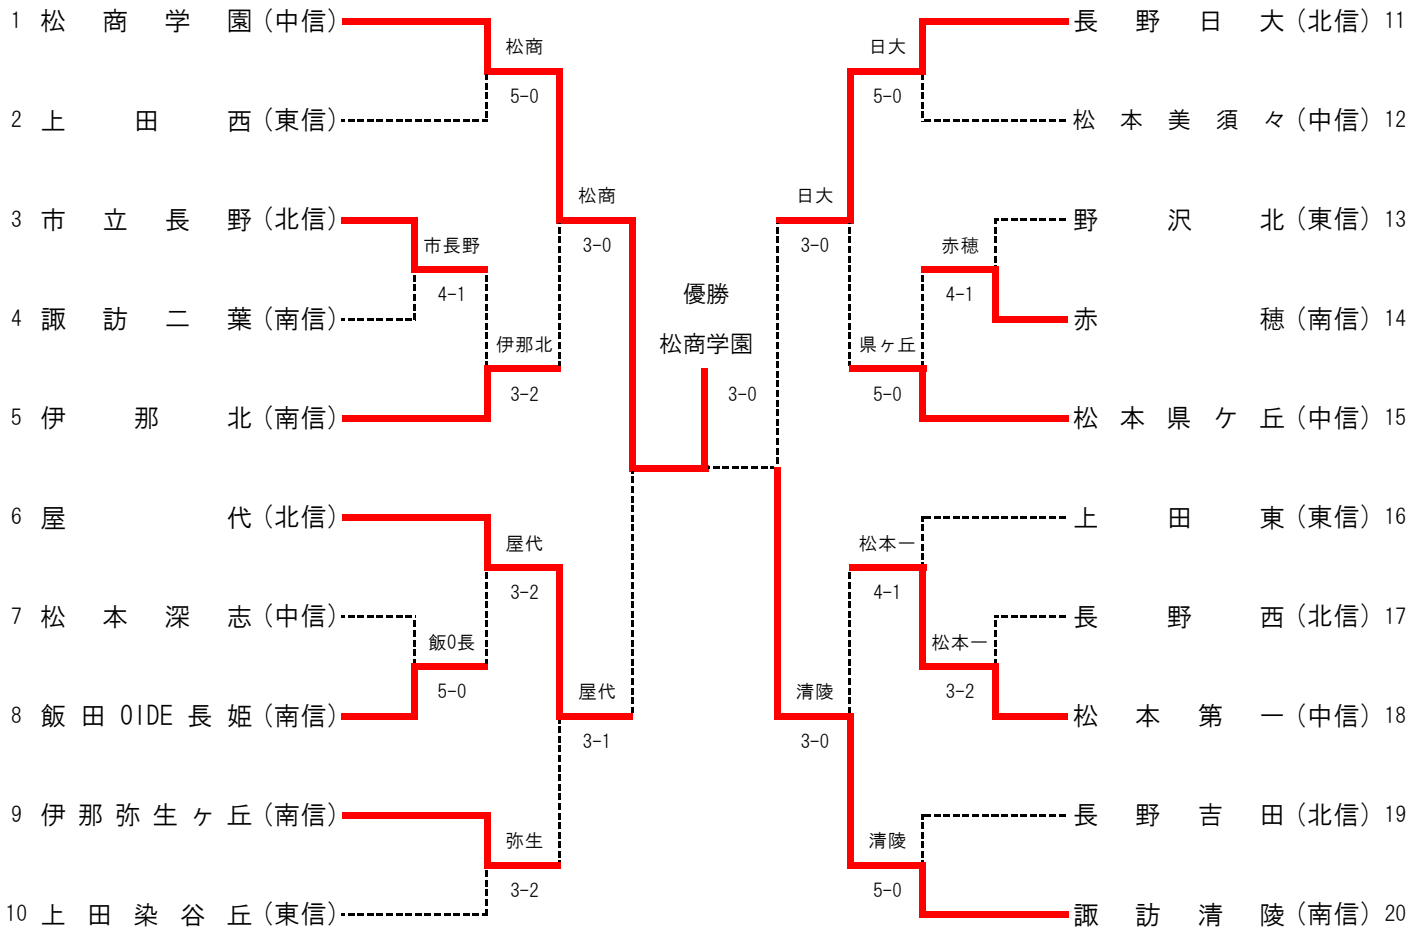 1 松商学園(中信)
松商
5-0
2 上田西(東信)
松商
3-0
3 市立長野(北信)
市長野
4-1
4 諏訪二葉(南信)
伊那北
3-2
5 伊那北(南信)
6 屋代(北信)
屋代
3-2
7 松本深志(中信)
飯O長
5-0
8 飯田OIDE長姫(南信)
屋代
3-1
9 伊那弥生ヶ丘(南信)
弥生
3-2
10 上田染谷丘(東信)
優勝
松商学園
3-0
長野日大(北信) 11
日大
5-0
松本美須々(中信) 12
日大
3-0
野沢北(東信) 13
赤穂
4-1
赤穂(南信) 14
県ヶ丘
5-0
松本県ケ丘(中信) 15
上田東(東信) 16
松本一
4-1
長野西(北信) 17
松本一
3-2
松本第一(中信) 18
清陵
3-0
長野吉田(北信) 19
清陵
5-0
諏訪清陵(南信) 20